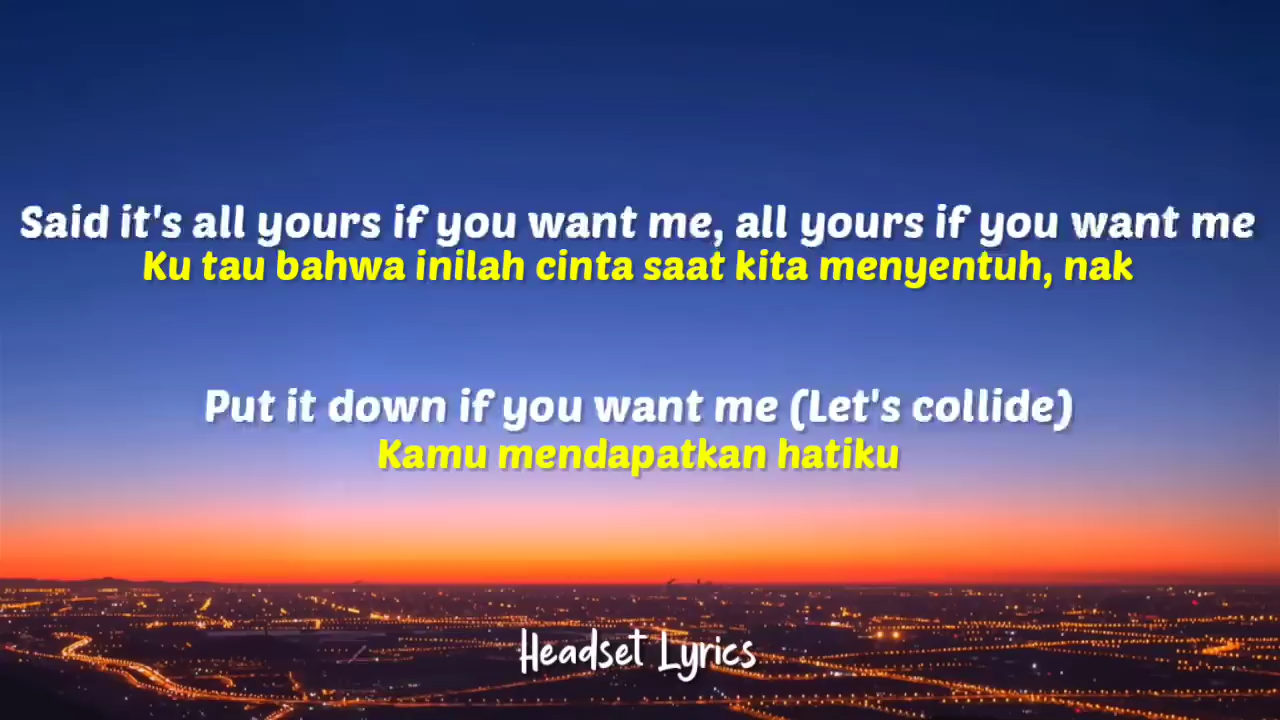 Said it's all yours if you want me, all yours if you want me
Ku tau bahwa inilah cinta saat kita menyentuh, nak
Put it down if you want me (Let's collide)
Kamu mendapatkan hatiku
Headset Lyrics